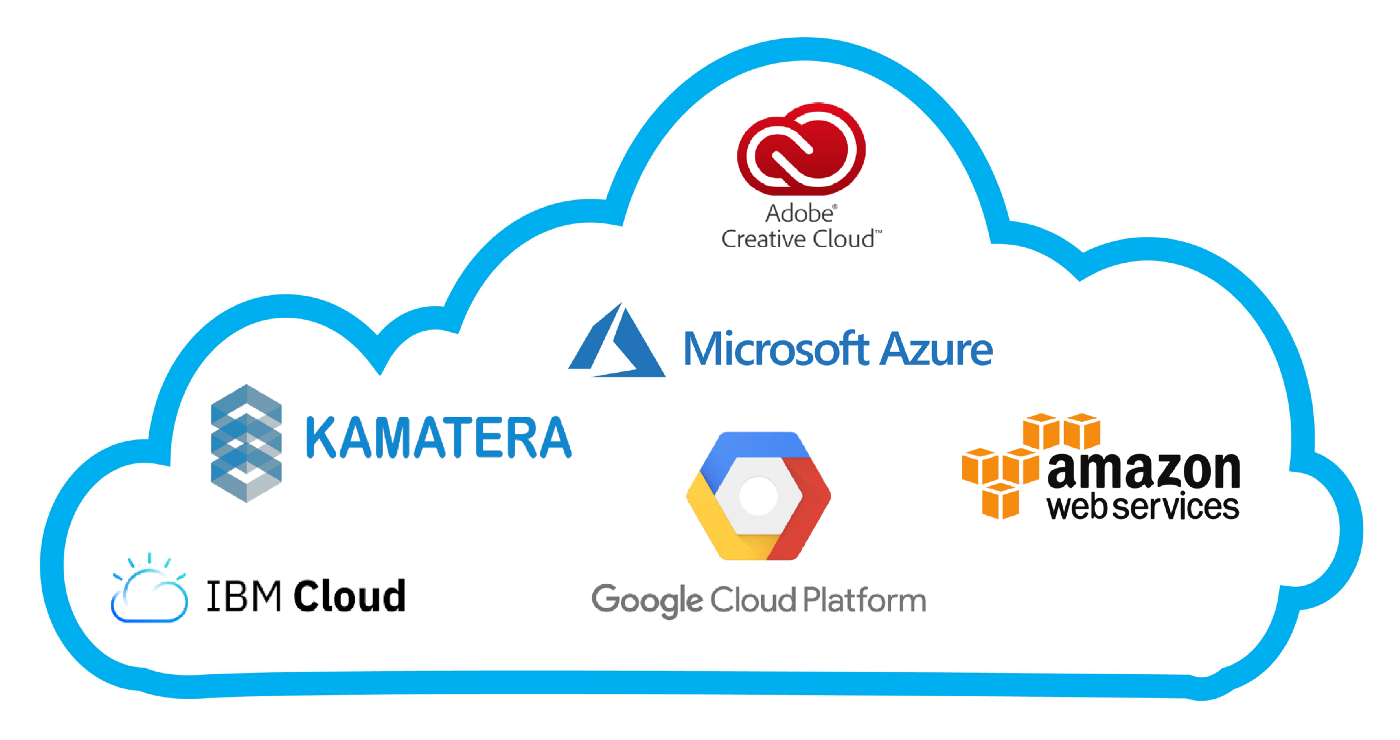 Adobe®
Creative Cloud™
Microsoft Azure
KAMATERA
amazon
web services
IBM Cloud
Google Cloud Platform